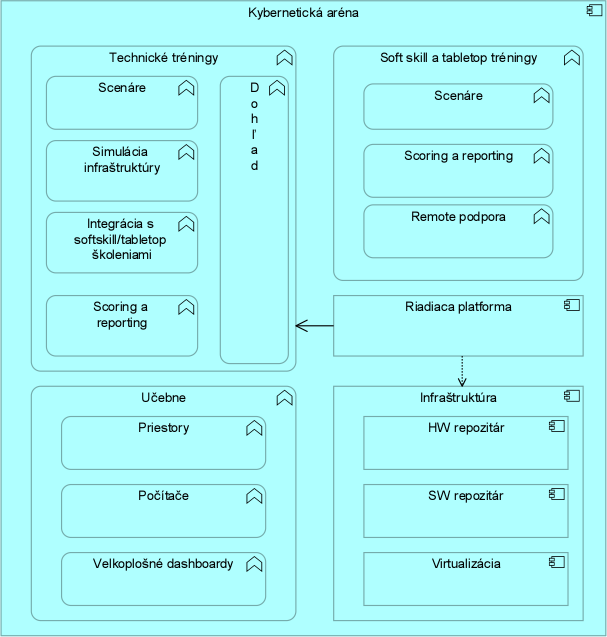 Kybernetická aréna
Technické tréningy
Scenáre
Simulácia
infraštruktúry
Integrácia s
softskill/tabletop
školeniami
Scoring a
reporting
D
o
h
ľ
a
d
Soft skill a tabletop tréningy
Scenáre
Scoring a reporting
Remote podpora
Riadiaca platforma
Učebne
Priestory
Počítače
Velkoplošné dashboardy
Infraštruktúra
HW repozitár
SW repozitár
Virtualizácia